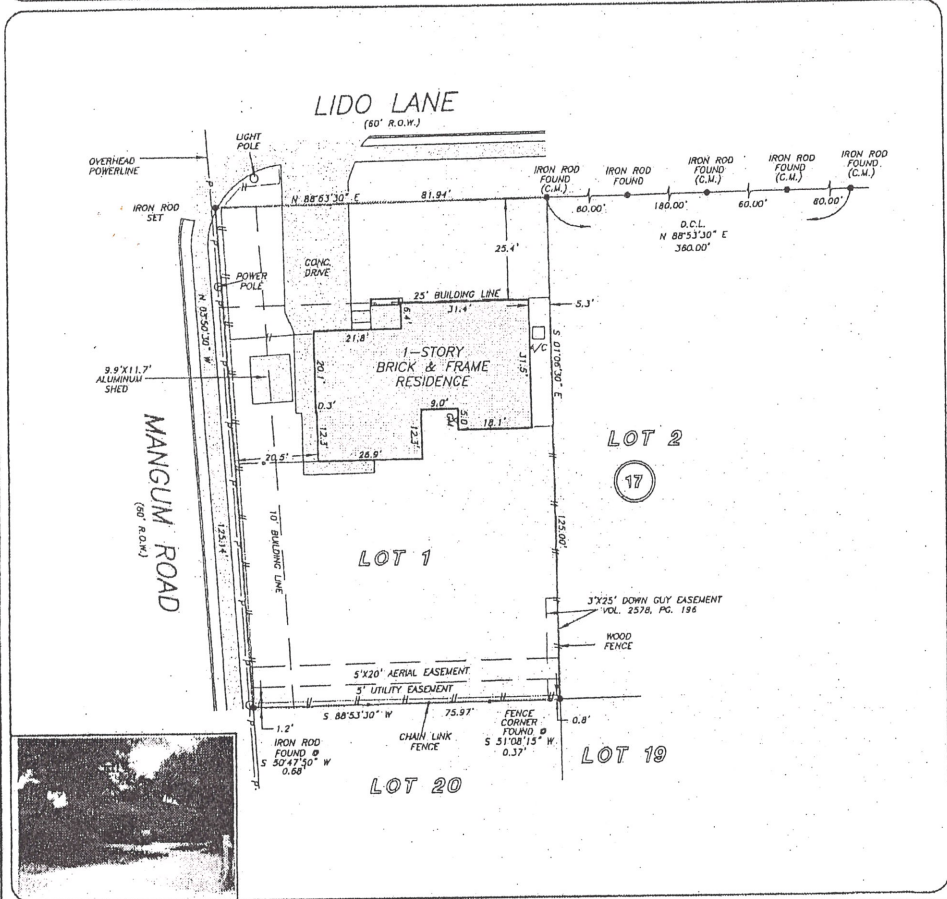 LIDO LANE
(60' R.O.W.)
LIGHT
POLE
OVERHEAD
POWERLINE
IRON ROD
SET
N 88°53'30" E
81.94'
IRON ROD
FOUND
(C.M.)
IRON ROD
FOUND
IRON ROD
FOUND
(C.M.)
IRON ROD
FOUND
(C.M.)
IRON ROD
FOUND
(C.M.)
60.00'
180.00'
60.00'
60.00'
D.C.L.
N 88°53'30" E
360.00'
25.4'
CONC.
DRIVE
POWER
POLE
N 03°50'30" W
25' BUILDING LINE
31.4'
6.4'
5.3'
21.8'
A/C
S 01°06'30" E
1-STORY
BRICK & FRAME
RESIDENCE
20.1'
31.5'
9.9'X11.7'
ALUMINUM
SHED
0.3'
9.0'
5.0'
GM
18.1'
12.3'
12.3'
20.5'
26.9'
MANGUM ROAD
(60' R.O.W.)
125.14'
10' BUILDING LINE
LOT 1
LOT 2
17
125.00'
3'X25' DOWN GUY EASEMENT
VOL. 2578, PG. 196
WOOD
FENCE
5'X20' AERIAL EASEMENT
5' UTILITY EASEMENT
S 88°53'30" W
75.97'
1.2'
IRON ROD
FOUND @
S 50°47'50" W
0.68'
CHAIN LINK
FENCE
FENCE
CORNER
FOUND @
S 51°08'15" W
0.37'
0.8'
LOT 19
LOT 20
P